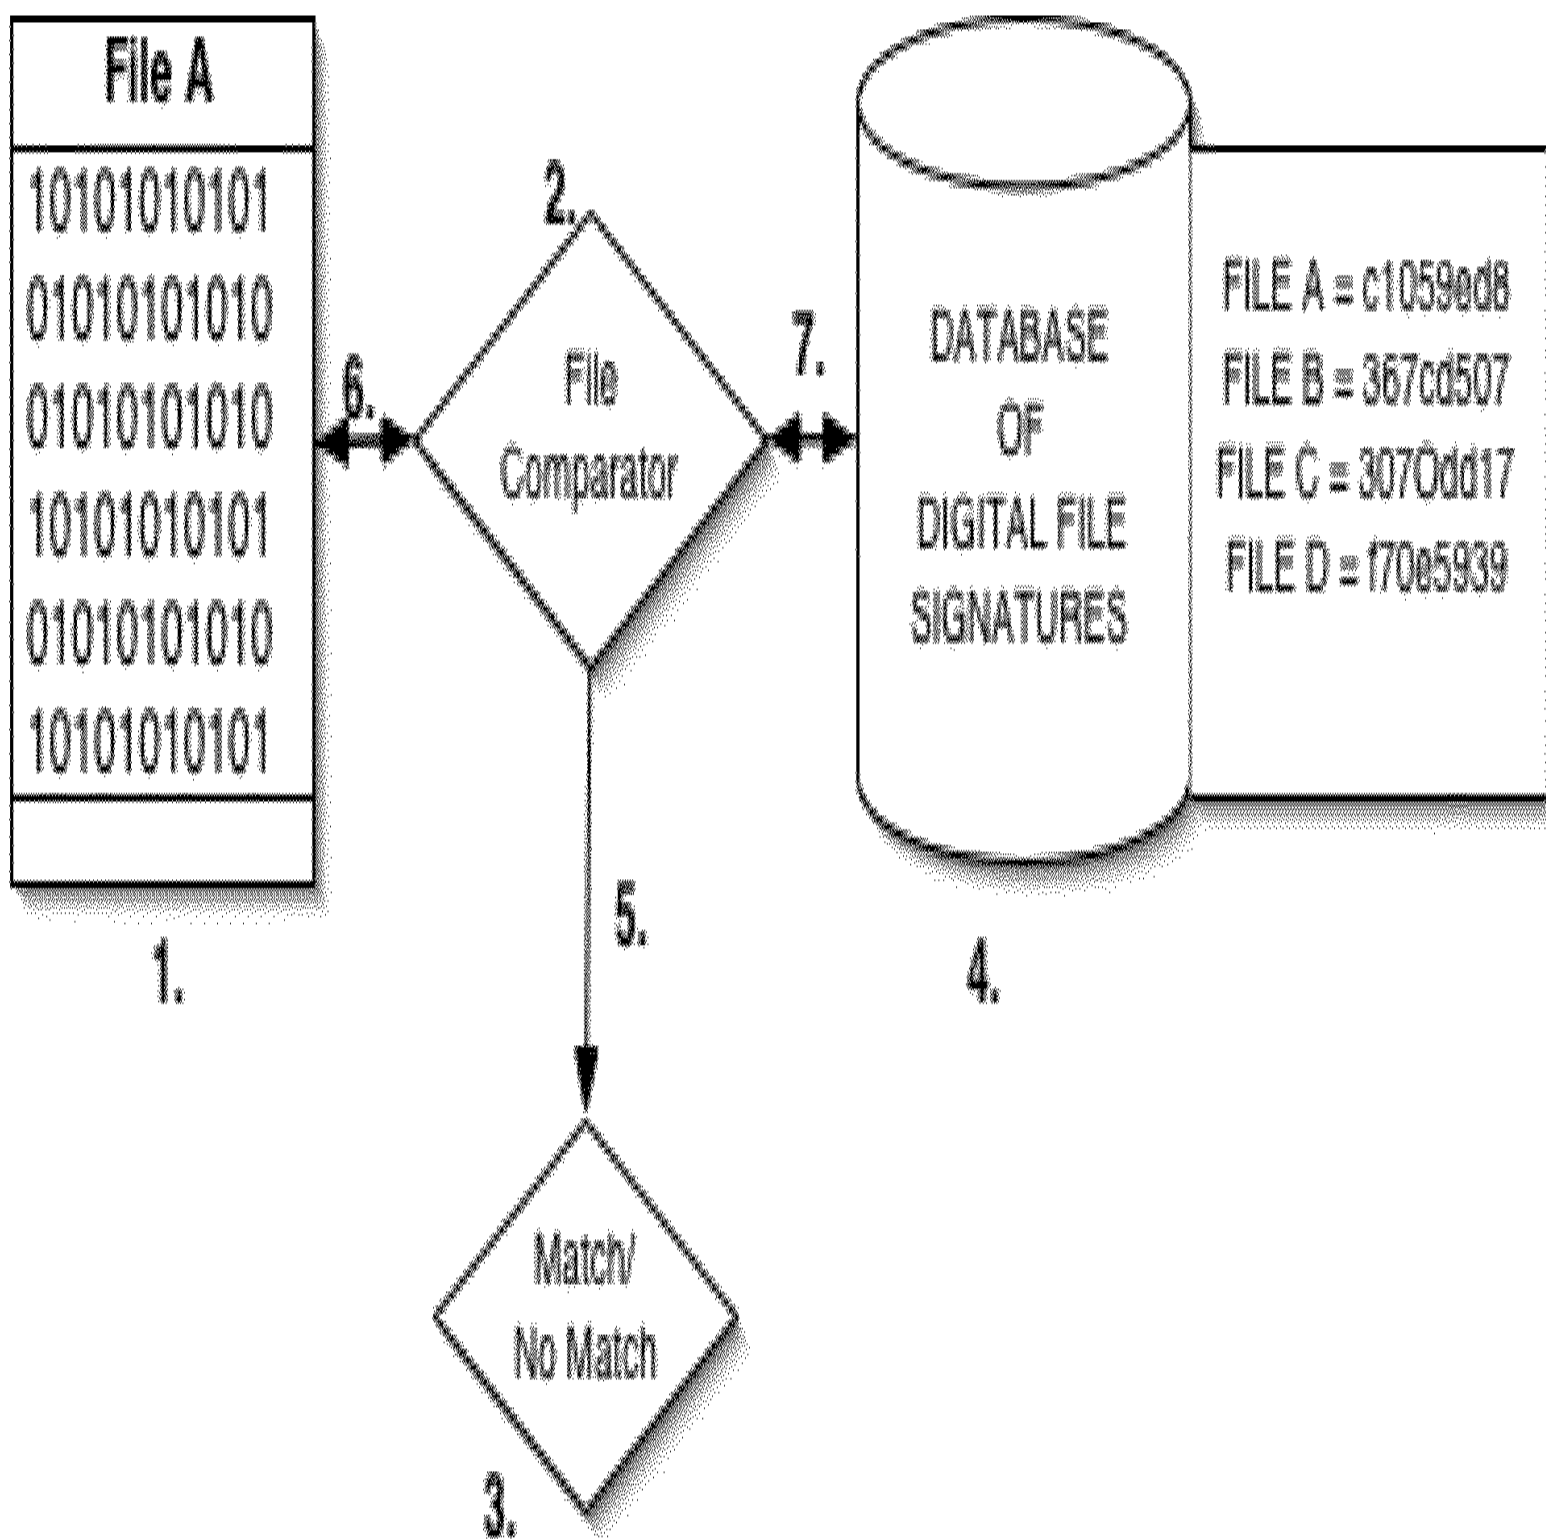 File A
10101010101
01010101010
01010101010
10101010101
01010101010
10101010101
1.
2.
File
Comparator
6.
7.
DATABASE
OF
DIGITAL FILE
SIGNATURES
FILE A = c1059ed8
FILE B = 367cd507
FILE C = 307Odd17
FILE D = f70e5939
4.
5.
Match/
No Match
3.